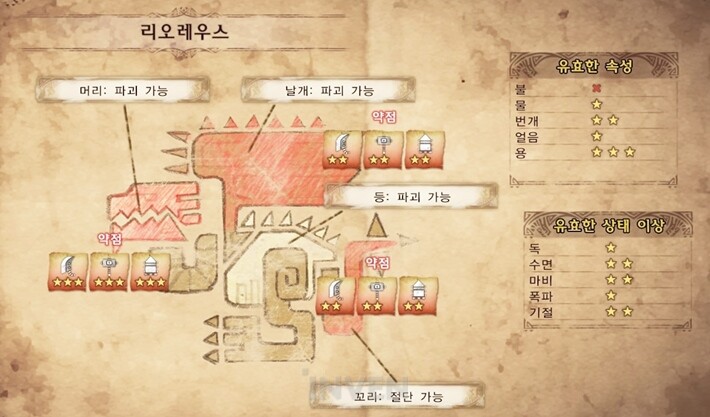 리오레우스
머리: 파괴 가능
날개: 파괴 가능
약점
등: 파괴 가능
약점
약점
꼬리: 절단 가능
유효한 속성
불
물
번개
얼음
용
유효한 상태 이상
독
수면
마비
폭파
기절
INVEN